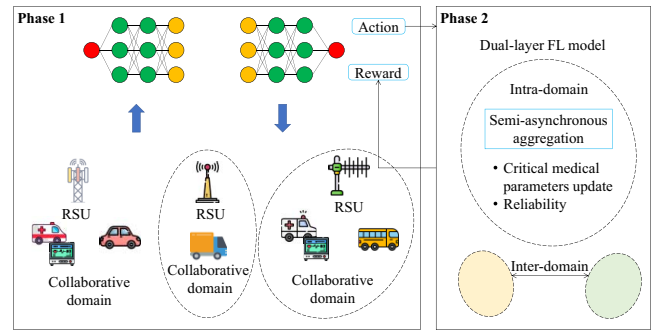 Phase 1
Action
Reward
RSU
Collaborative
domain
RSU
Collaborative
domain
RSU
Collaborative
domain
Phase 2
Dual-layer FL model
Intra-domain
Semi-asynchronous
aggregation
• Critical medical
parameters update
• Reliability
Inter-domain